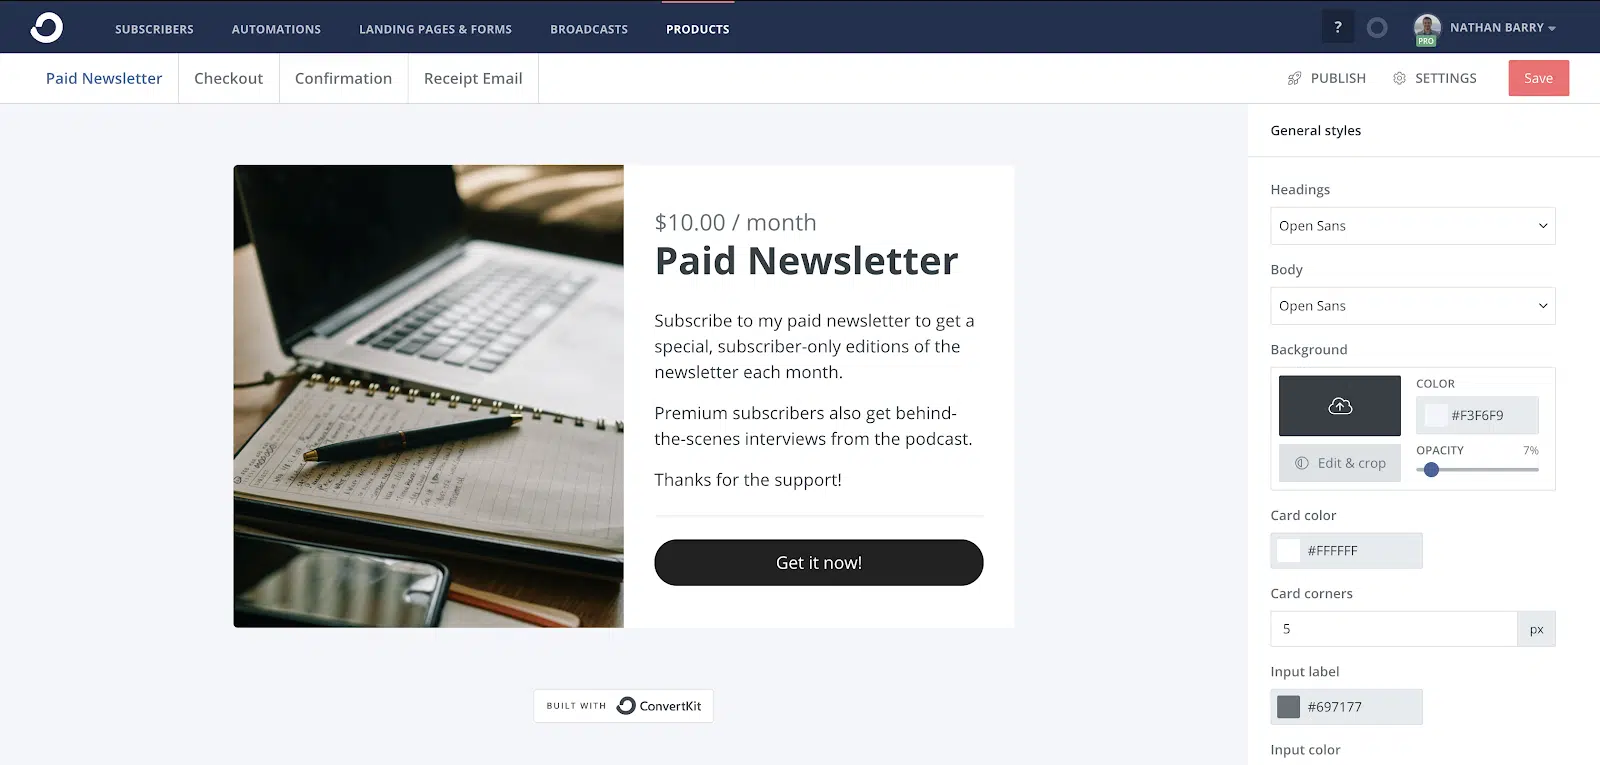 SUBSCRIBERS AUTOMATIONS LANDING PAGES & FORMS BROADCASTS PRODUCTS ? PRO NATHAN BARRY
Paid Newsletter Checkout Confirmation Receipt Email PUBLISH SETTINGS Save
$10.00 / month
Paid Newsletter
Subscribe to my paid newsletter to get a
special, subscriber-only editions of the
newsletter each month.
Premium subscribers also get behind-
the-scenes interviews from the podcast.
Thanks for the support!
Get it now!
BUILT WITH ConvertKit
General styles
Headings
Open Sans
Body
Open Sans
Background
COLOR
#F3F6F9
Edit & crop
OPACITY 7%
Card color
#FFFFFF
Card corners
5 px
Input label
#697177
Input color